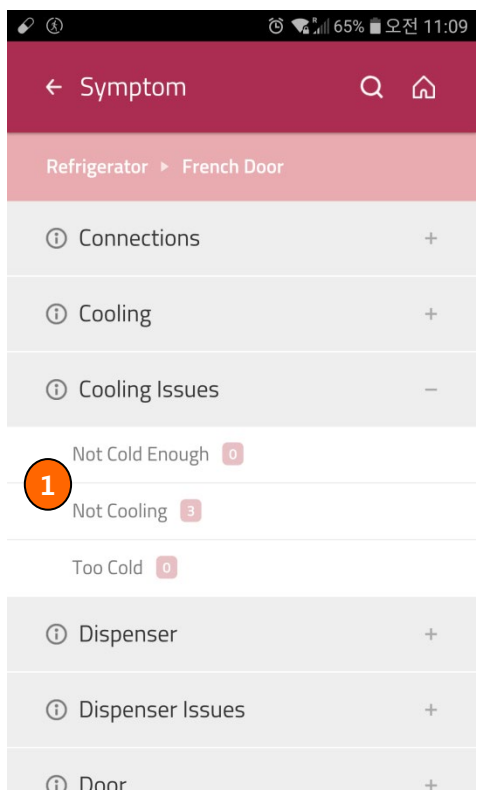 65% 오전 11:09
Symptom
Refrigerator ▸ French Door
Connections +
Cooling +
Cooling Issues −
Not Cold Enough 0
1
Not Cooling 3
Too Cold 0
Dispenser +
Dispenser Issues +
Door +